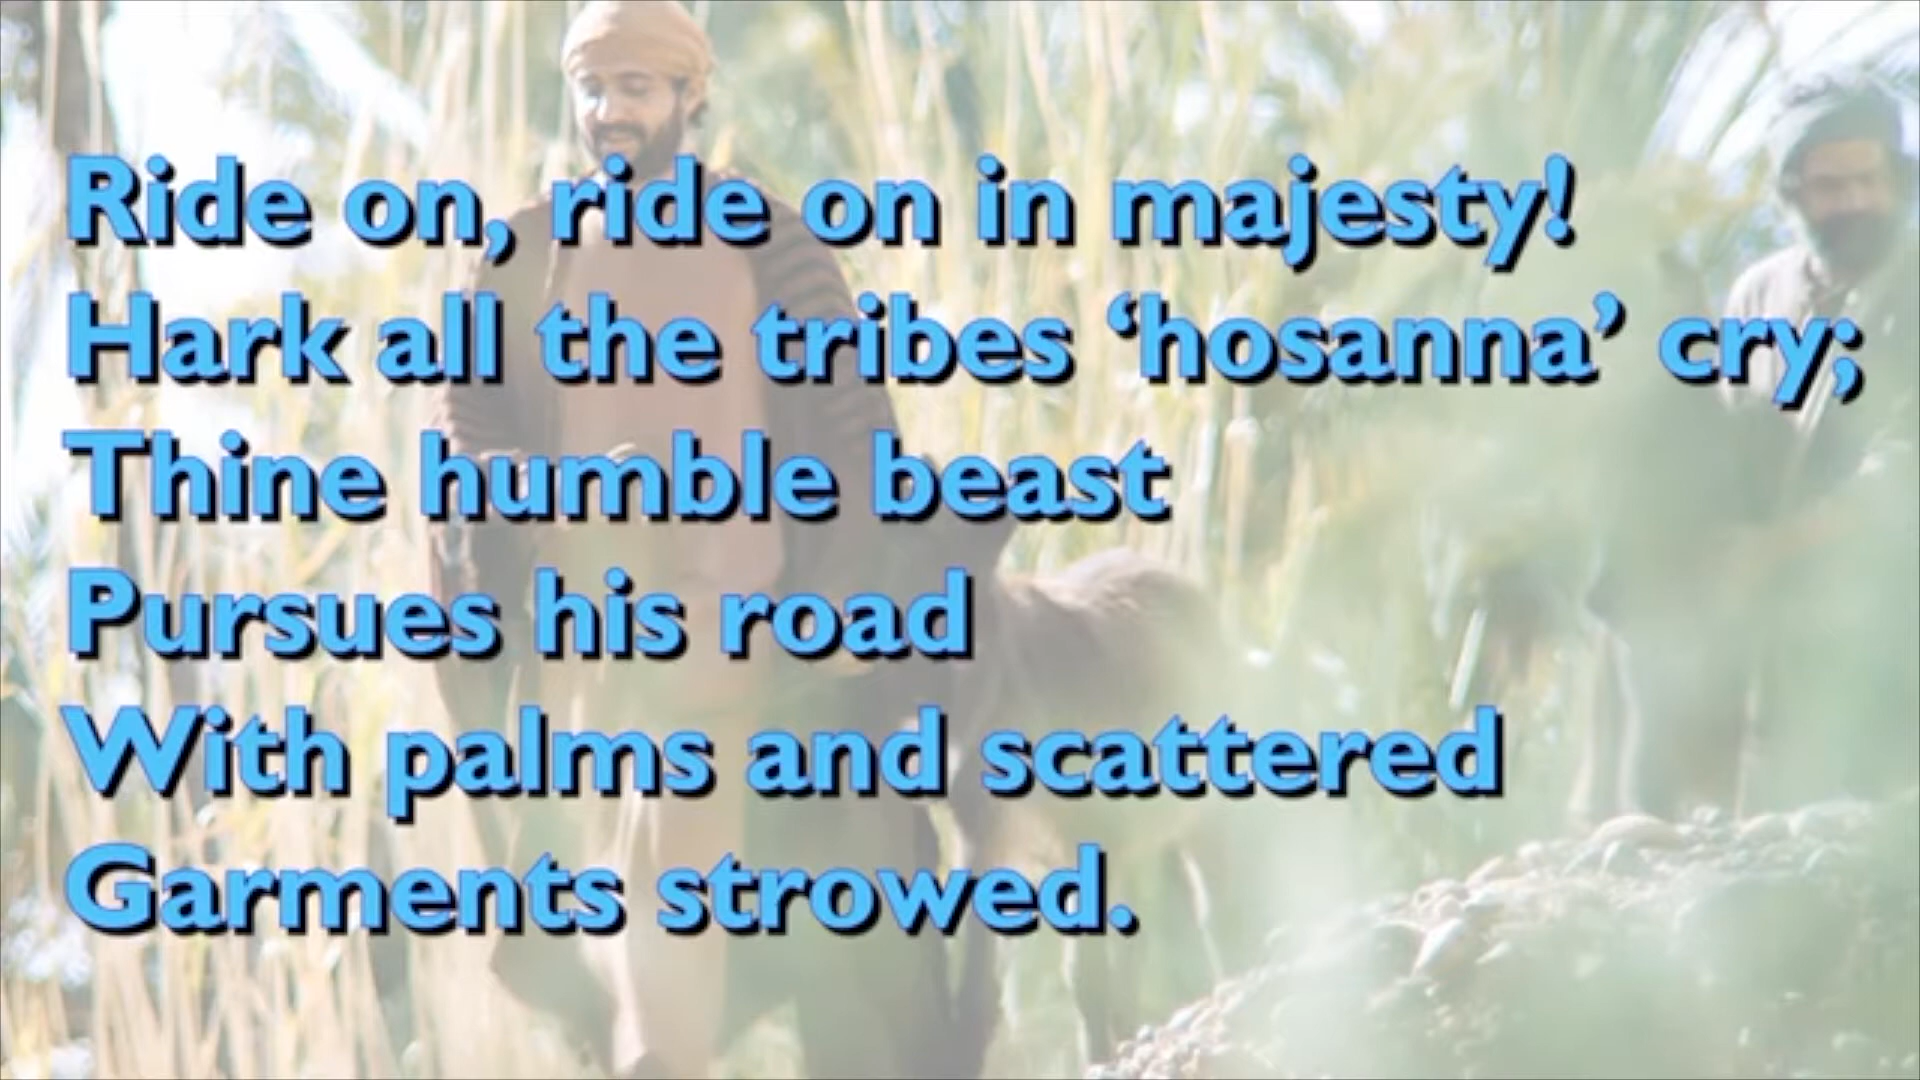 Ride on, ride on in majesty!
Hark all the tribes ‘hosanna’ cry;
Thine humble beast
Pursues his road
With palms and scattered
Garments strowed.